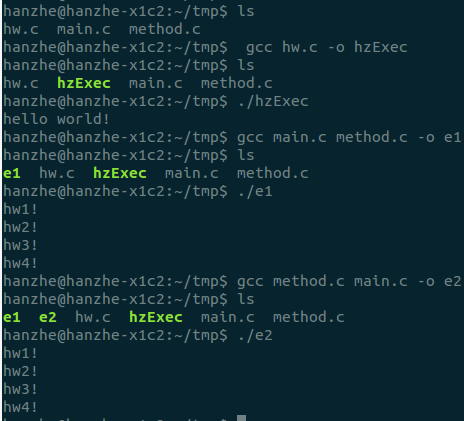 hanzhe@hanzhe-x1c2:~/tmp$ ls
hw.c  main.c  method.c
hanzhe@hanzhe-x1c2:~/tmp$  gcc hw.c -o hzExec
hanzhe@hanzhe-x1c2:~/tmp$ ls
hw.c  hzExec  main.c  method.c
hanzhe@hanzhe-x1c2:~/tmp$ ./hzExec
hello world!
hanzhe@hanzhe-x1c2:~/tmp$ gcc main.c method.c -o e1
hanzhe@hanzhe-x1c2:~/tmp$ ls
e1  hw.c  hzExec  main.c  method.c
hanzhe@hanzhe-x1c2:~/tmp$ ./e1
hw1!
hw2!
hw3!
hw4!
hanzhe@hanzhe-x1c2:~/tmp$ gcc method.c main.c -o e2
hanzhe@hanzhe-x1c2:~/tmp$ ls
e1  e2  hw.c  hzExec  main.c  method.c
hanzhe@hanzhe-x1c2:~/tmp$ ./e2
hw1!
hw2!
hw3!
hw4!